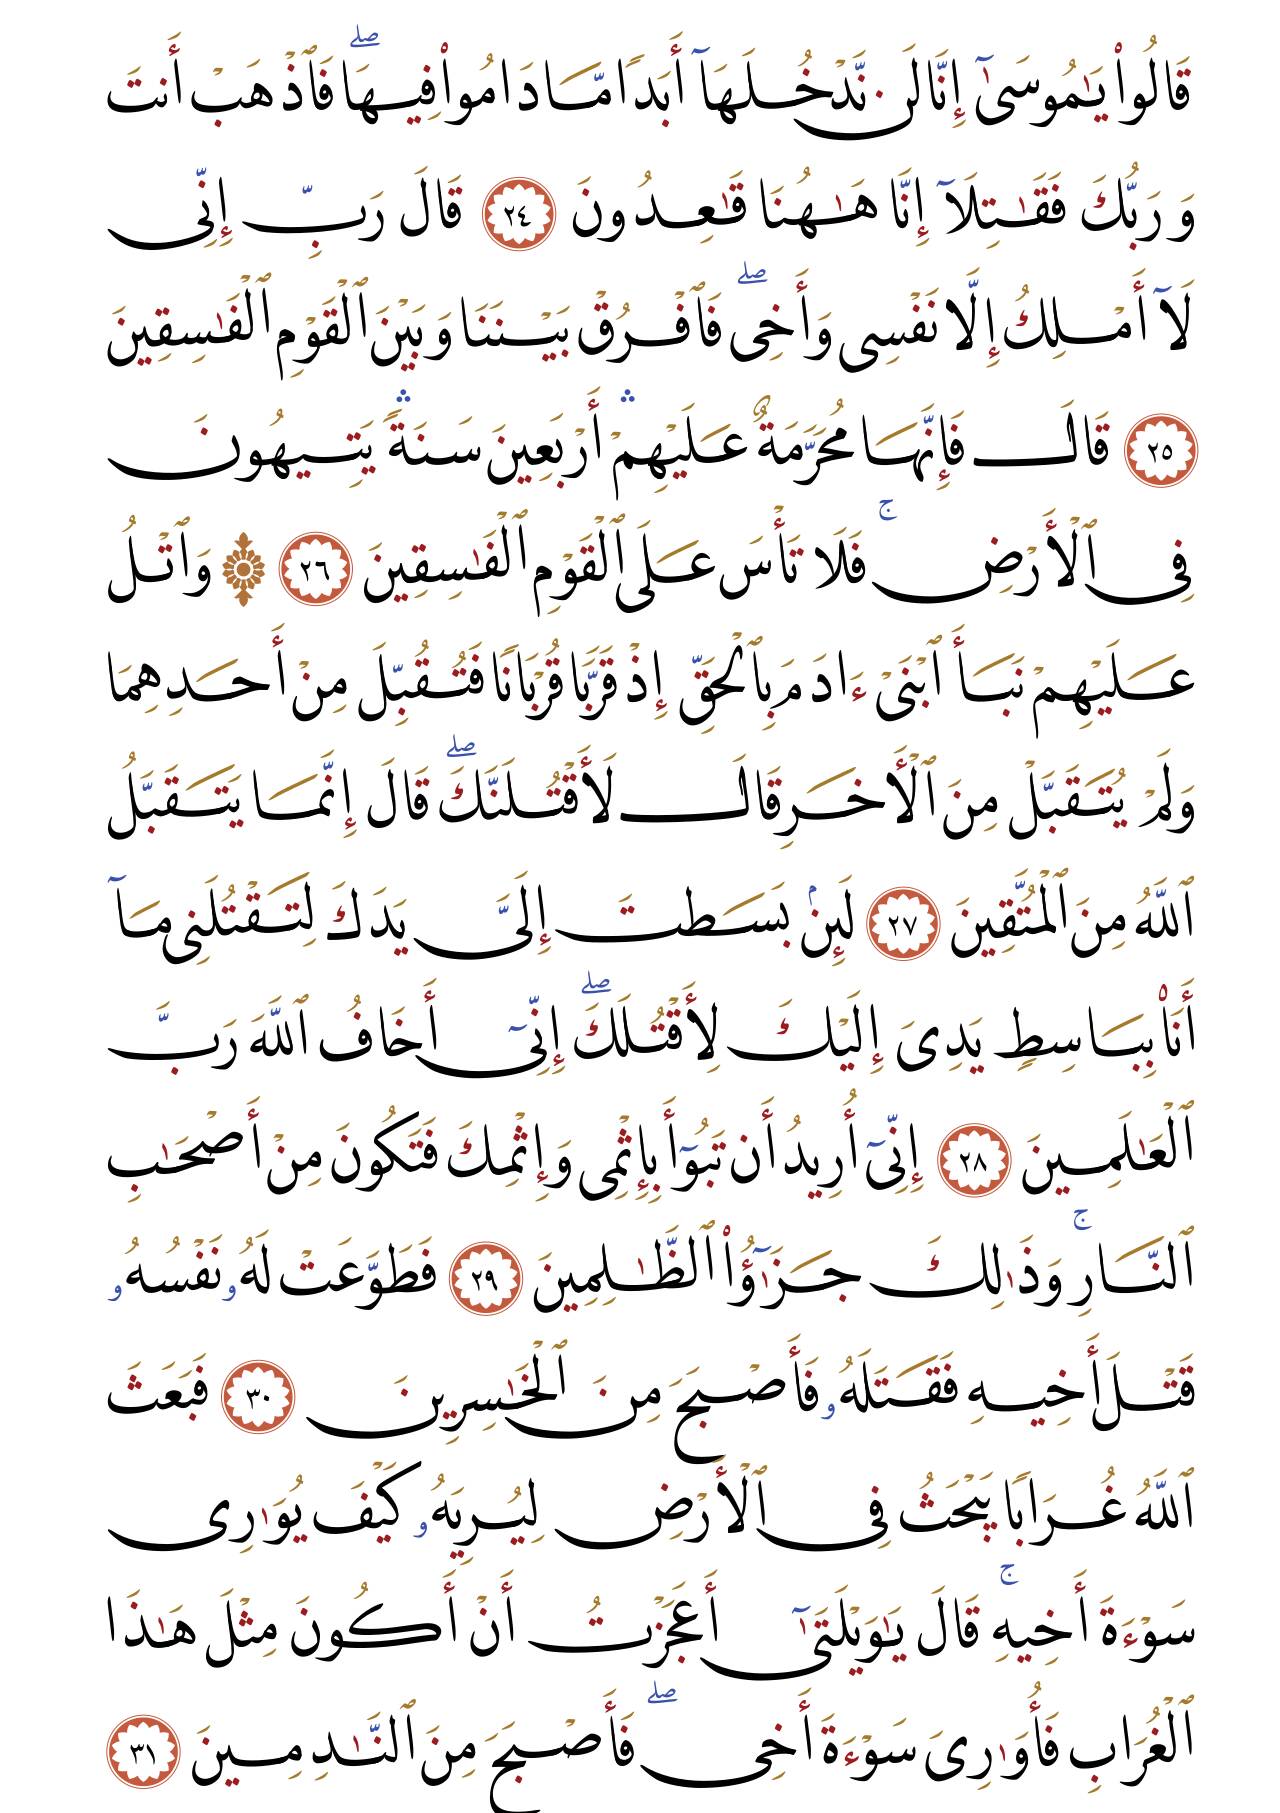 قَالُوا۟ يَـٰمُوسَىٰٓ إِنَّا لَن نَّدْخُلَهَآ أَبَدًا مَّا دَامُوا۟ فِيهَا ۖ فَٱذْهَبْ أَنتَ
وَرَبُّكَ فَقَـٰتِلَآ إِنَّا هَـٰهُنَا قَـٰعِدُونَ ٢٤ قَالَ رَبِّ إِنِّى
لَآ أَمْلِكُ إِلَّا نَفْسِى وَأَخِى ۖ فَٱفْرُقْ بَيْنَنَا وَبَيْنَ ٱلْقَوْمِ ٱلْفَـٰسِقِينَ
٢٥ قَالَ فَإِنَّهَا مُحَرَّمَةٌ عَلَيْهِمْ ۛ أَرْبَعِينَ سَنَةً ۛ يَتِيهُونَ
فِى ٱلْأَرْضِ ۚ فَلَا تَأْسَ عَلَى ٱلْقَوْمِ ٱلْفَـٰسِقِينَ ٢٦ ۞ وَٱتْلُ
عَلَيْهِمْ نَبَأَ ٱبْنَىْ ءَادَمَ بِٱلْحَقِّ إِذْ قَرَّبَا قُرْبَانًا فَتُقُبِّلَ مِنْ أَحَدِهِمَا
وَلَمْ يُتَقَبَّلْ مِنَ ٱلْأَخَرِ قَالَ لَأَقْتُلَنَّكَ ۖ قَالَ إِنَّمَا يَتَقَبَّلُ
ٱللَّهُ مِنَ ٱلْمُتَّقِينَ ٢٧ لَئِنۢ بَسَطتَ إِلَىَّ يَدَكَ لِتَقْتُلَنِى مَآ
أَنَا۠ بِبَاسِطٍ يَدِىَ إِلَيْكَ لِأَقْتُلَكَ ۖ إِنِّىٓ أَخَافُ ٱللَّهَ رَبَّ
ٱلْعَـٰلَمِينَ ٢٨ إِنِّىٓ أُرِيدُ أَن تَبُوٓأَ بِإِثْمِى وَإِثْمِكَ فَتَكُونَ مِنْ أَصْحَـٰبِ
ٱلنَّارِ ۚ وَذَٰلِكَ جَزَٰٓؤُا۟ ٱلظَّـٰلِمِينَ ٢٩ فَطَوَّعَتْ لَهُۥ نَفْسُهُۥ
قَتْلَ أَخِيهِ فَقَتَلَهُۥ فَأَصْبَحَ مِنَ ٱلْخَـٰسِرِينَ ٣٠ فَبَعَثَ
ٱللَّهُ غُرَابًا يَبْحَثُ فِى ٱلْأَرْضِ لِيُرِيَهُۥ كَيْفَ يُوَٰرِى
سَوْءَةَ أَخِيهِ ۚ قَالَ يَـٰوَيْلَتَىٰٓ أَعَجَزْتُ أَنْ أَكُونَ مِثْلَ هَـٰذَا
ٱلْغُرَابِ فَأُوَٰرِىَ سَوْءَةَ أَخِى ۖ فَأَصْبَحَ مِنَ ٱلنَّـٰدِمِينَ ٣١